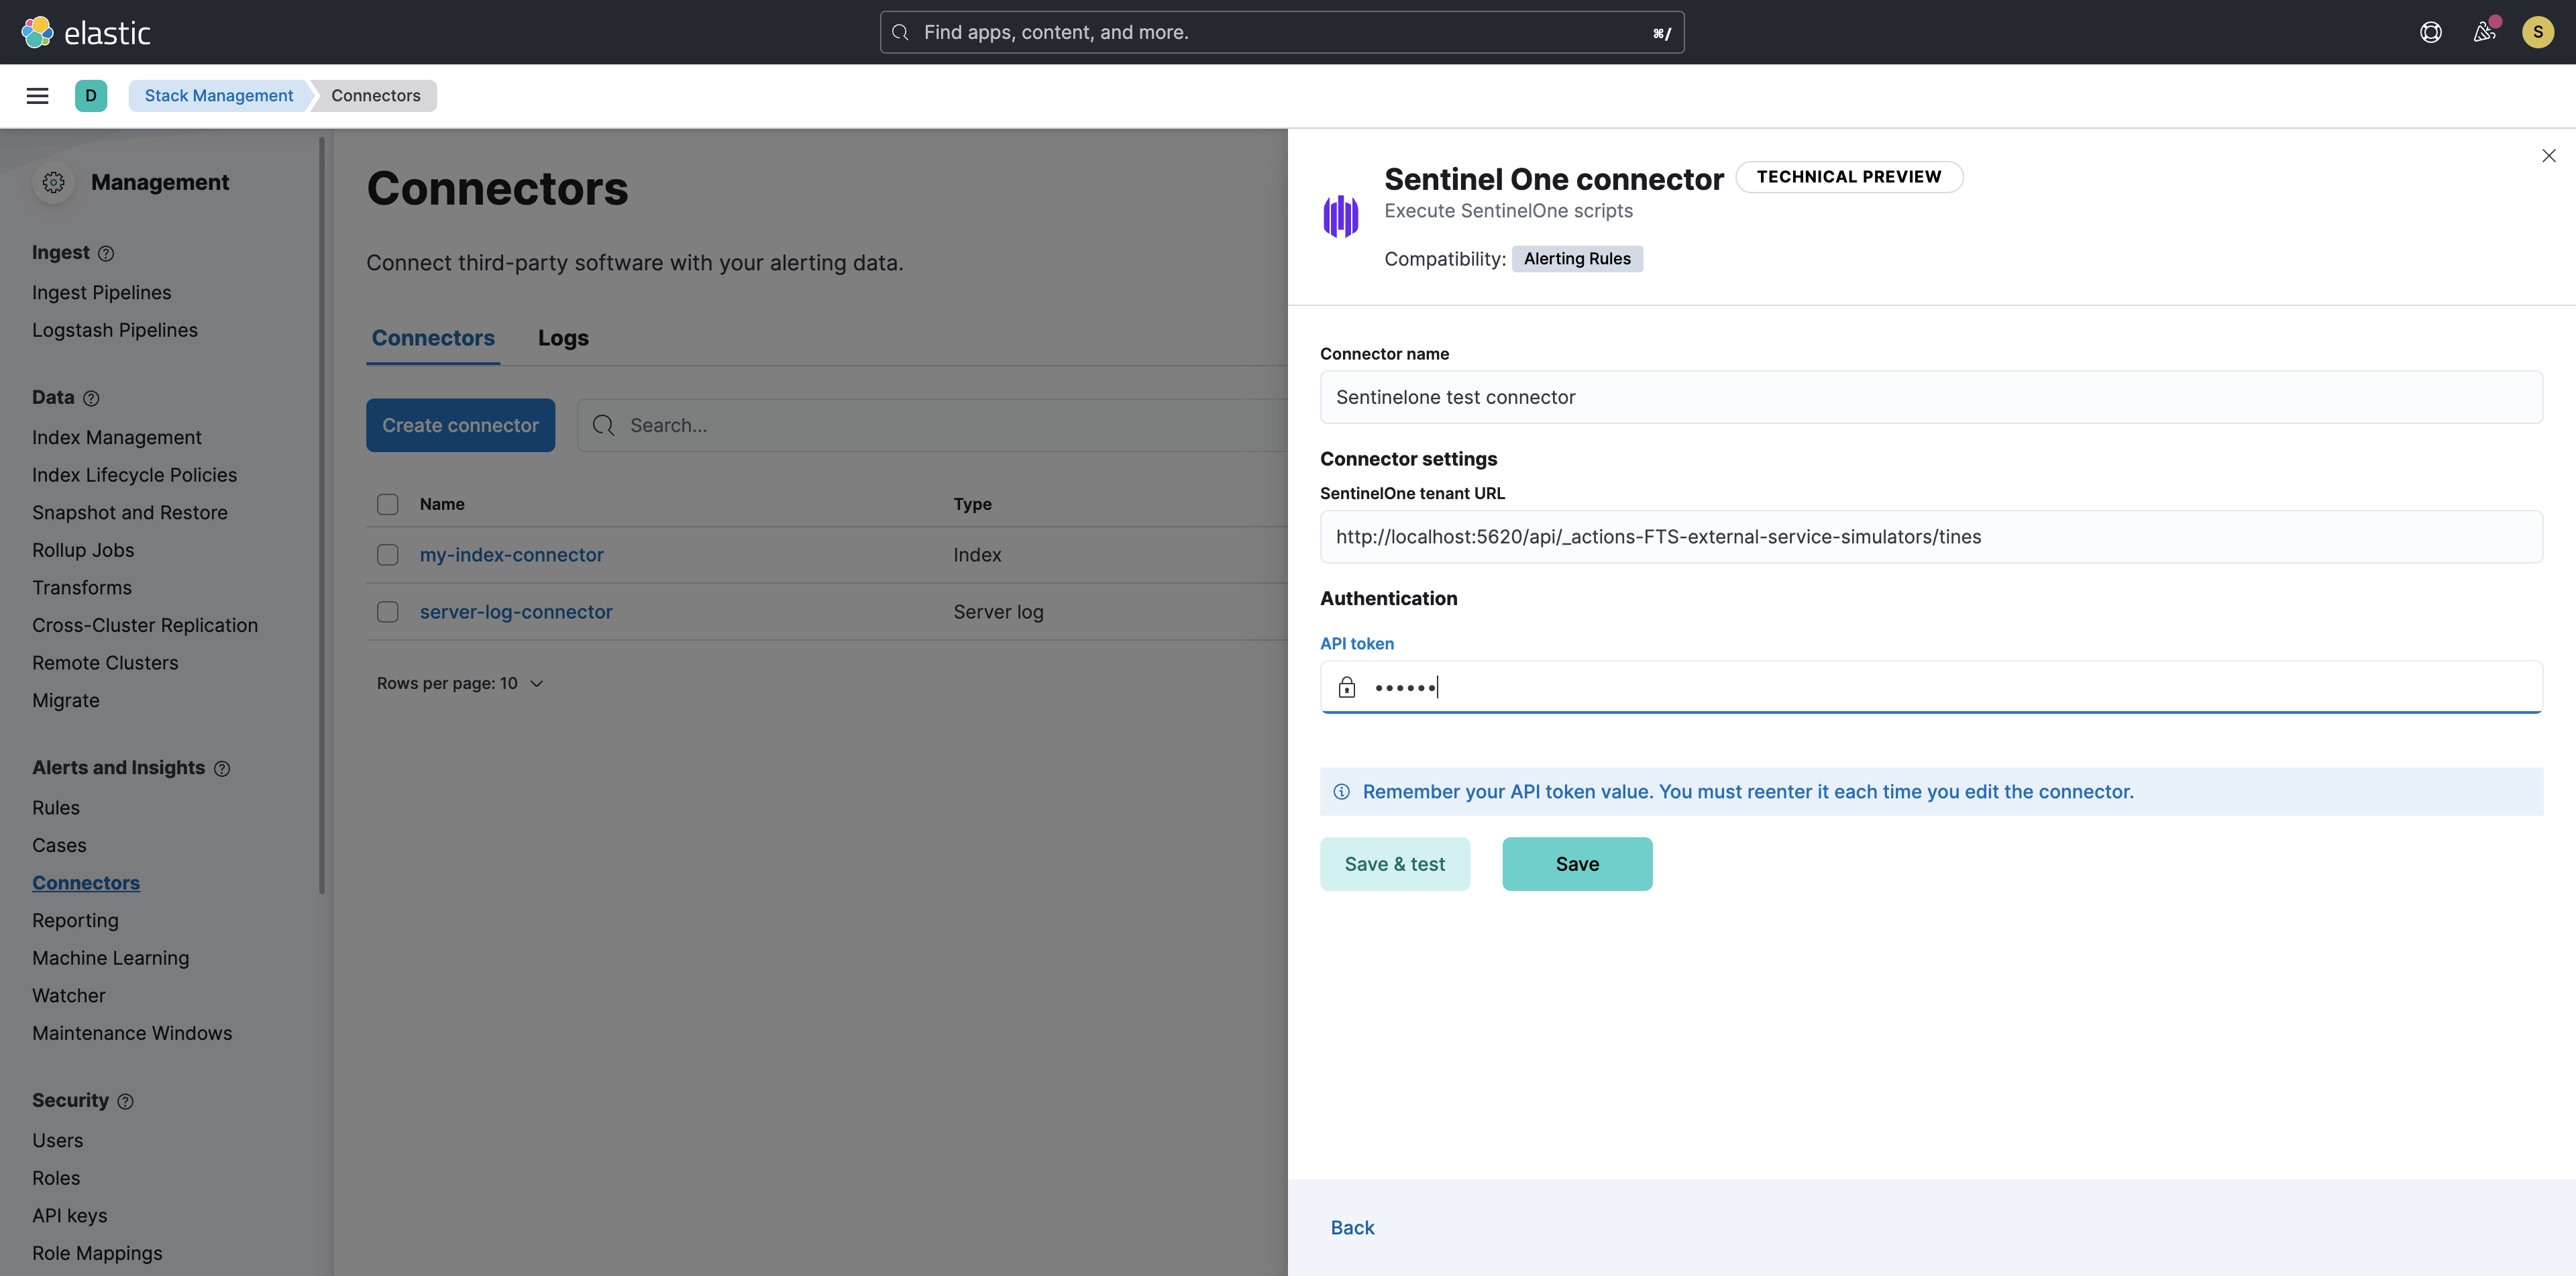 elastic
Find apps, content, and more.
⌘/
S
D
Stack Management
Connectors
Management
Ingest
Ingest Pipelines
Logstash Pipelines
Data
Index Management
Index Lifecycle Policies
Snapshot and Restore
Rollup Jobs
Transforms
Cross-Cluster Replication
Remote Clusters
Migrate
Alerts and Insights
Rules
Cases
Connectors
Reporting
Machine Learning
Watcher
Maintenance Windows
Security
Users
Roles
API keys
Role Mappings
Connectors
Connect third-party software with your alerting data.
Connectors Logs
Create connector
Search...
Name Type
my-index-connector Index
server-log-connector Server log
Rows per page: 10
Sentinel One connector TECHNICAL PREVIEW
Execute SentinelOne scripts
Compatibility: Alerting Rules
Connector name
Sentinelone test connector
Connector settings
SentinelOne tenant URL
http://localhost:5620/api/_actions-FTS-external-service-simulators/tines
Authentication
API token
••••••
Remember your API token value. You must reenter it each time you edit the connector.
Save & test
Save
Back